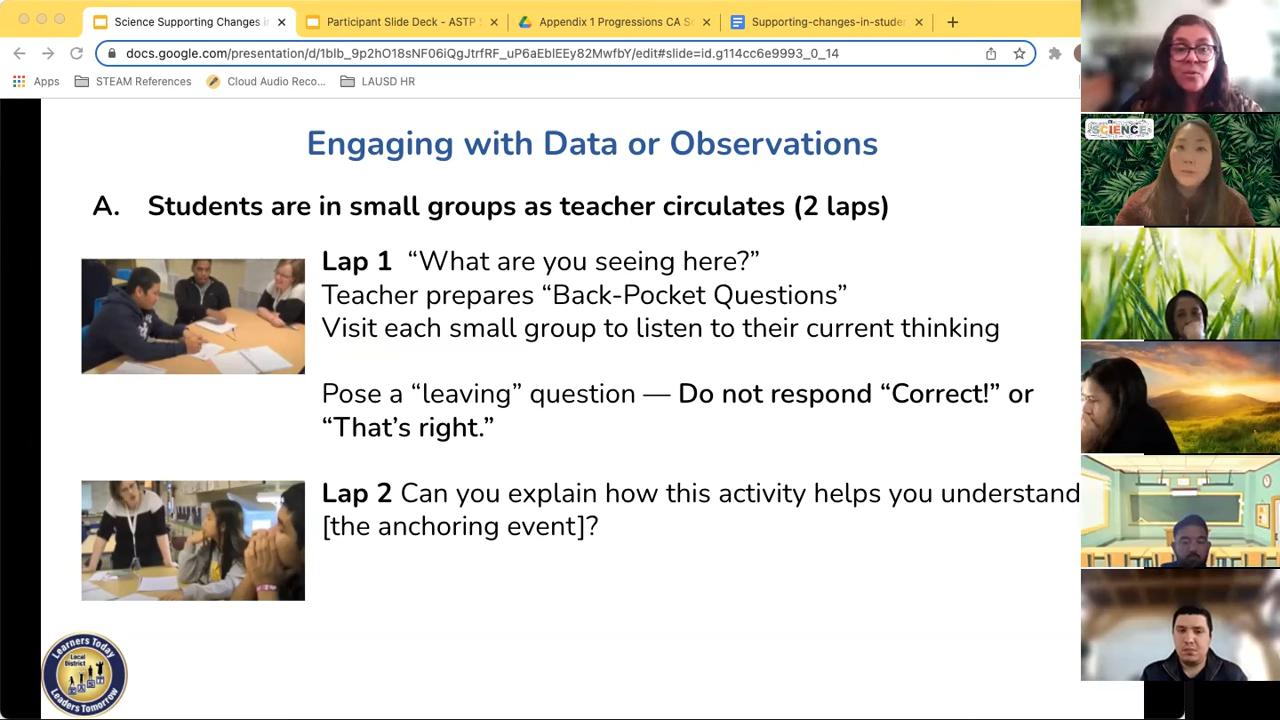 Science Supporting Changes i
Participant Slide Deck - ASTP S
Appendix 1 Progressions CA Sc
Supporting-changes-in-studen
docs.google.com/presentation/d/1blb_9p2hO18sNF06iQgJtrfRF_uP6aEblEEy82MwfbY/edit#slide=id.g114cc6e9993_0_14
Apps
STEAM References
Cloud Audio Reco...
LAUSD HR
SCIENCE
Engaging with Data or Observations
A. Students are in small groups as teacher circulates (2 laps)
Lap 1 “What are you seeing here?”
Teacher prepares “Back-Pocket Questions”
Visit each small group to listen to their current thinking
Pose a “leaving” question — Do not respond “Correct!” or
“That’s right.”
Lap 2 Can you explain how this activity helps you understand
[the anchoring event]?
Learners Today
Local
District
Leaders Tomorrow